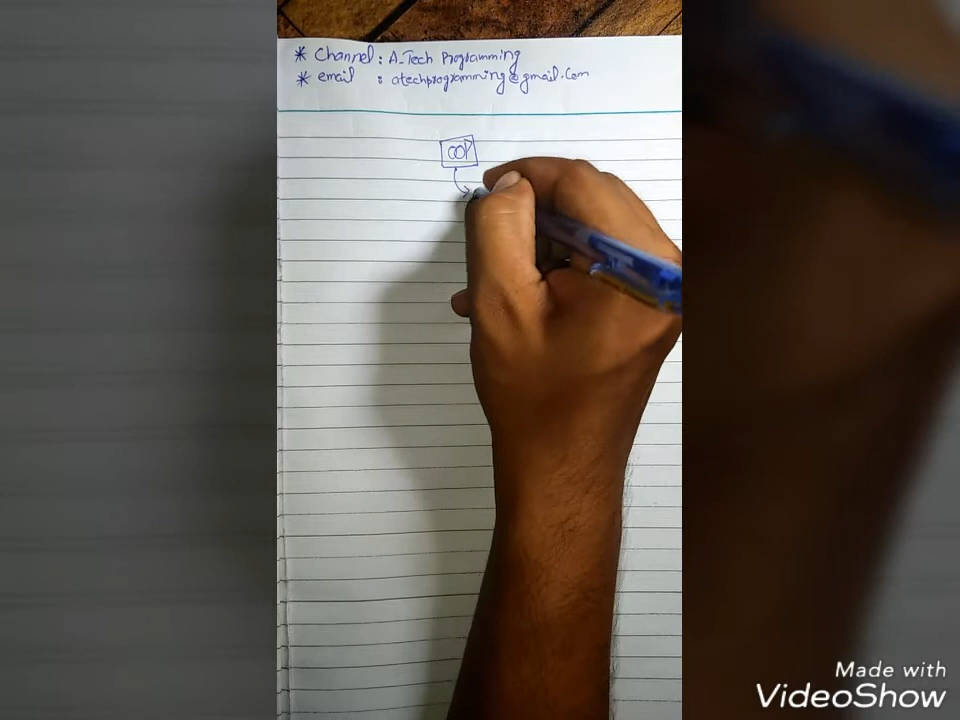 * Channel : A-Tech Programming
* email : atechprogramming@gmail.com
OOP
Made with
VideoShow